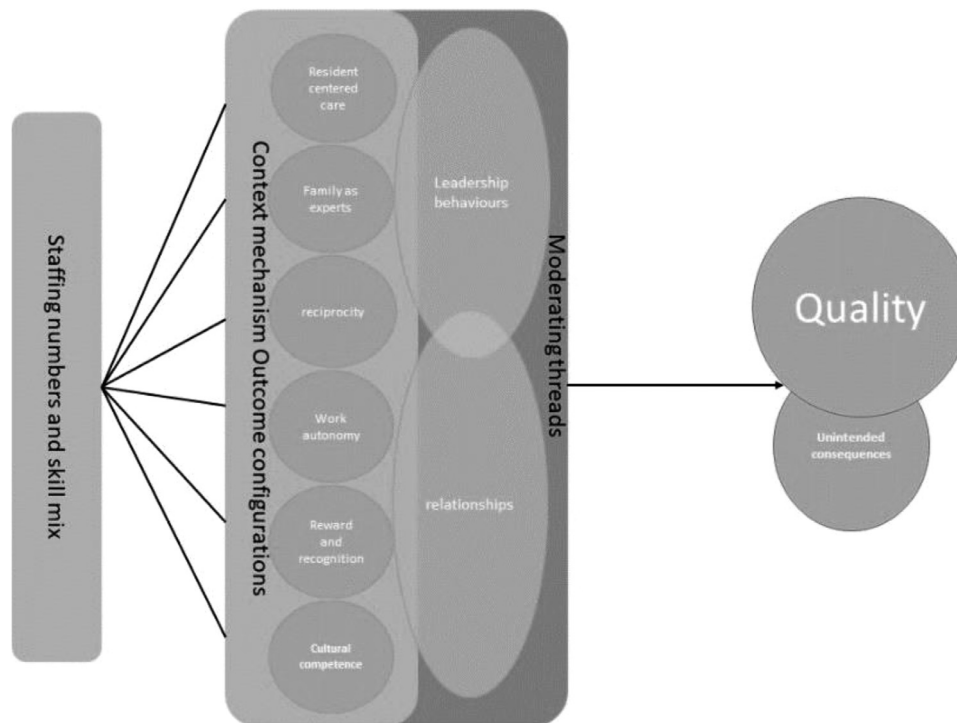 Staffing numbers and skill mix
Context mechanism Outcome configurations
Resident
centered
care
Family as
experts
reciprocity
Work
autonomy
Reward
and
recognition
Cultural
competence
Leadership
behaviours
relationships
Moderating threads
Quality
Unintended
consequences